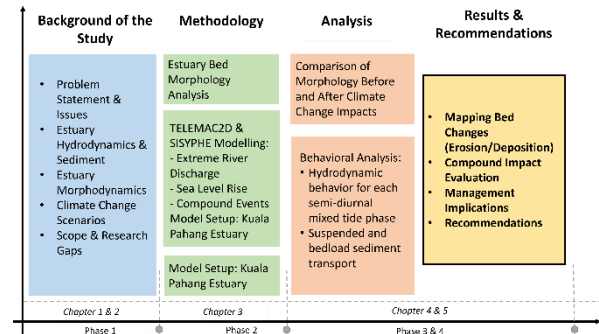 Background of the
Study
Methodology
Analysis
Results &
Recommendations
• Problem
Statement &
Issues
• Estuary
Hydrodynamics &
Sediment
• Estuary
Morphodynamics
• Climate Change
Scenarios
• Scope & Research
Gaps
Estuary Bed
Morphology
Analysis
TELEMAC2D &
SISYPHE Modelling:
- Extreme River
Discharge
- Sea Level Rise
- Compound Events
Model Setup: Kuala
Pahang Estuary
Model Setup: Kuala
Pahang Estuary
Comparison of
Morphology Before
and After Climate
Change Impacts
Behavioral Analysis:
• Hydrodynamic
behavior for each
semi-diurnal
mixed tide phase
• Suspended and
bedload sediment
transport
• Mapping Bed
Changes
(Erosion/Deposition)
• Compound Impact
Evaluation
• Management
Implications
• Recommendations
Chapter 1 & 2
Chapter 3
Chapter 4 & 5
Phase 1
Phase 2
Phase 3 & 4